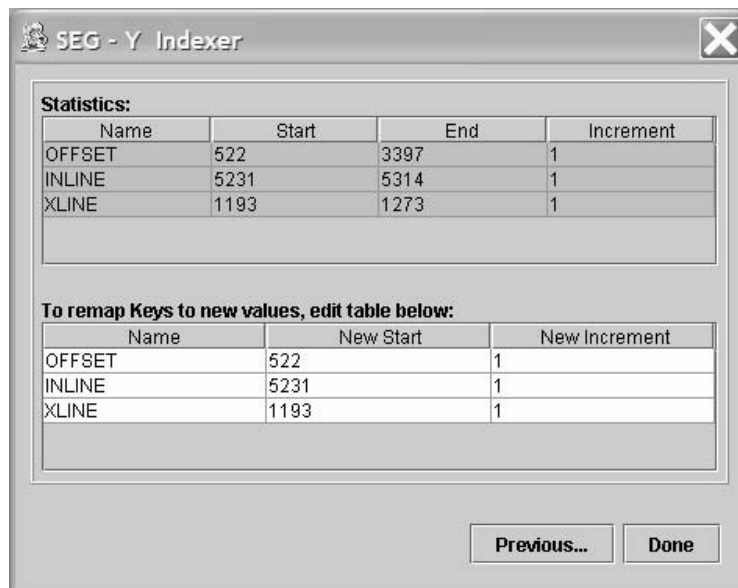 SEG - Y Indexer
Statistics:
Name Start End Increment
OFFSET 522 3397 1
INLINE 5231 5314 1
XLINE 1193 1273 1
To remap Keys to new values, edit table below:
Name New Start New Increment
OFFSET 522 1
INLINE 5231 1
XLINE 1193 1
Previous... Done